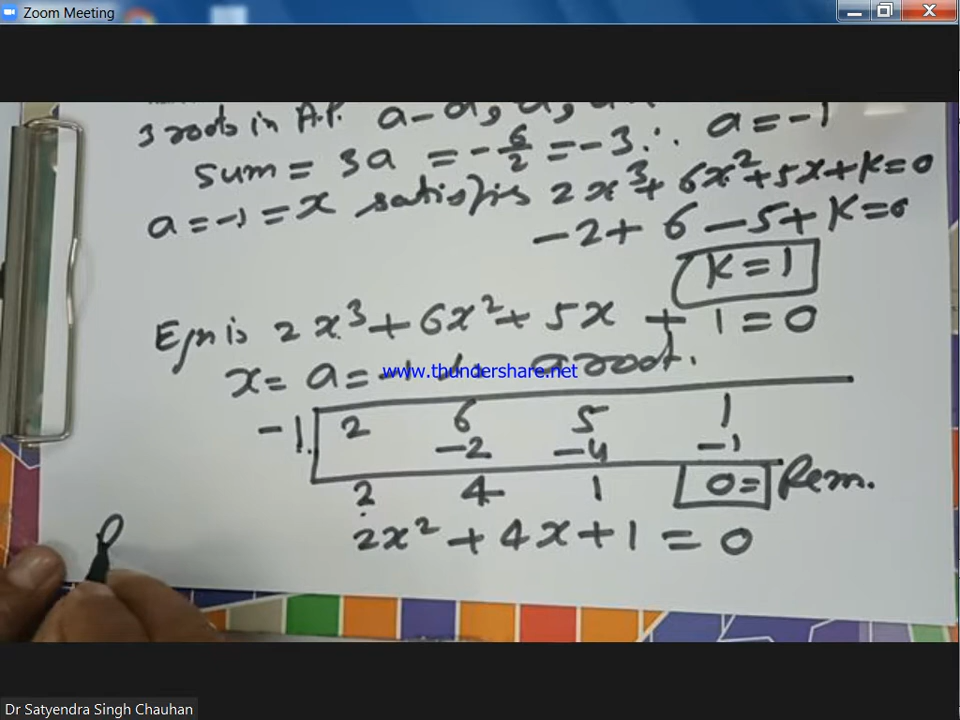 Zoom Meeting
3 roots in A.P. a-d, a,
sum = 3a = -6/2 = -3 ∴ a = -1
a = -1 = x satisfies 2x³ + 6x² + 5x + K = 0
-2 + 6 - 5 + K = 0
K = 1
Eqn is 2x³ + 6x² + 5x + 1 = 0
x = a = -1 is a root.
www.thundershare.net
-1 2 6 5 1
-2 -4 -1
2 4 1 0 = Rem.
2x² + 4x + 1 = 0
Dr Satyendra Singh Chauhan